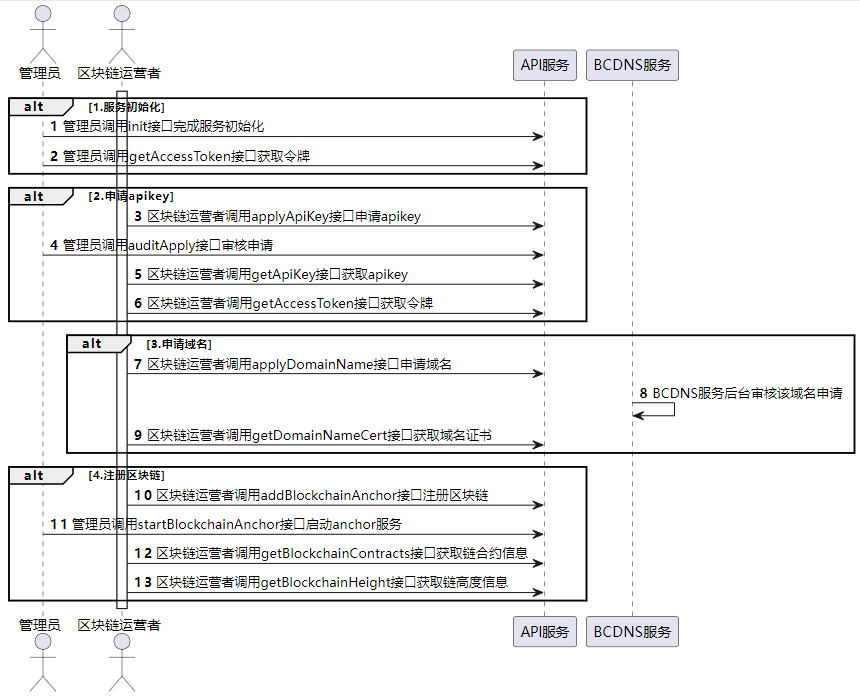 管理员
区块链运营者
API服务
BCDNS服务
alt [1.服务初始化]
1 管理员调用init接口完成服务初始化
2 管理员调用getAccessToken接口获取令牌
alt [2.申请apikey]
3 区块链运营者调用applyApiKey接口申请apikey
4 管理员调用auditApply接口审核申请
5 区块链运营者调用getApiKey接口获取apikey
6 区块链运营者调用getAccessToken接口获取令牌
alt [3.申请域名]
7 区块链运营者调用applyDomainName接口申请域名
8 BCDNS服务后台审核该域名申请
9 区块链运营者调用getDomainNameCert接口获取域名证书
alt [4.注册区块链]
10 区块链运营者调用addBlockchainAnchor接口注册区块链
11 管理员调用startBlockchainAnchor接口启动anchor服务
12 区块链运营者调用getBlockchainContracts接口获取链合约信息
13 区块链运营者调用getBlockchainHeight接口获取链高度信息
管理员
区块链运营者
API服务
BCDNS服务